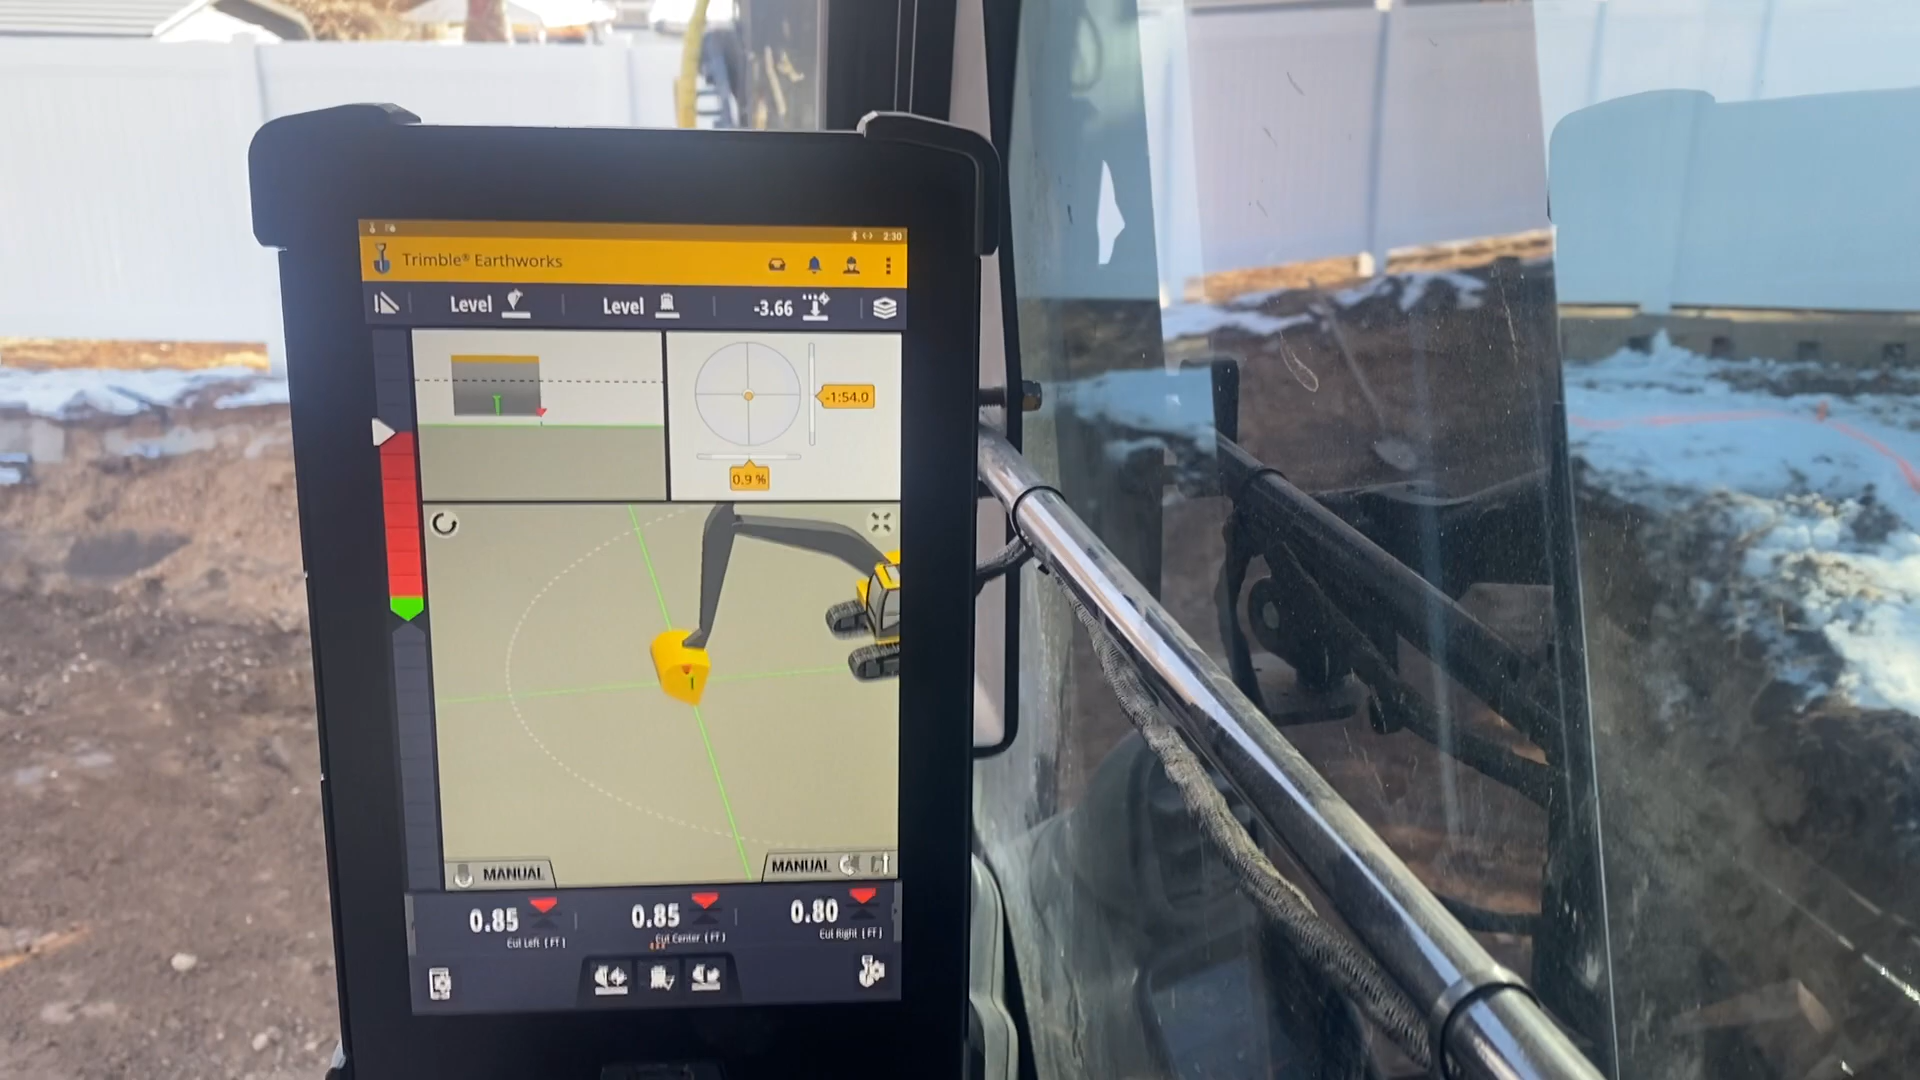 2:30
Trimble® Earthworks
Level Level -3.66
-1:54.0
0.9 %
MANUAL MANUAL
0.85 0.85 0.80
Cut Left [FT] Cut Center [FT] Cut Right [FT]